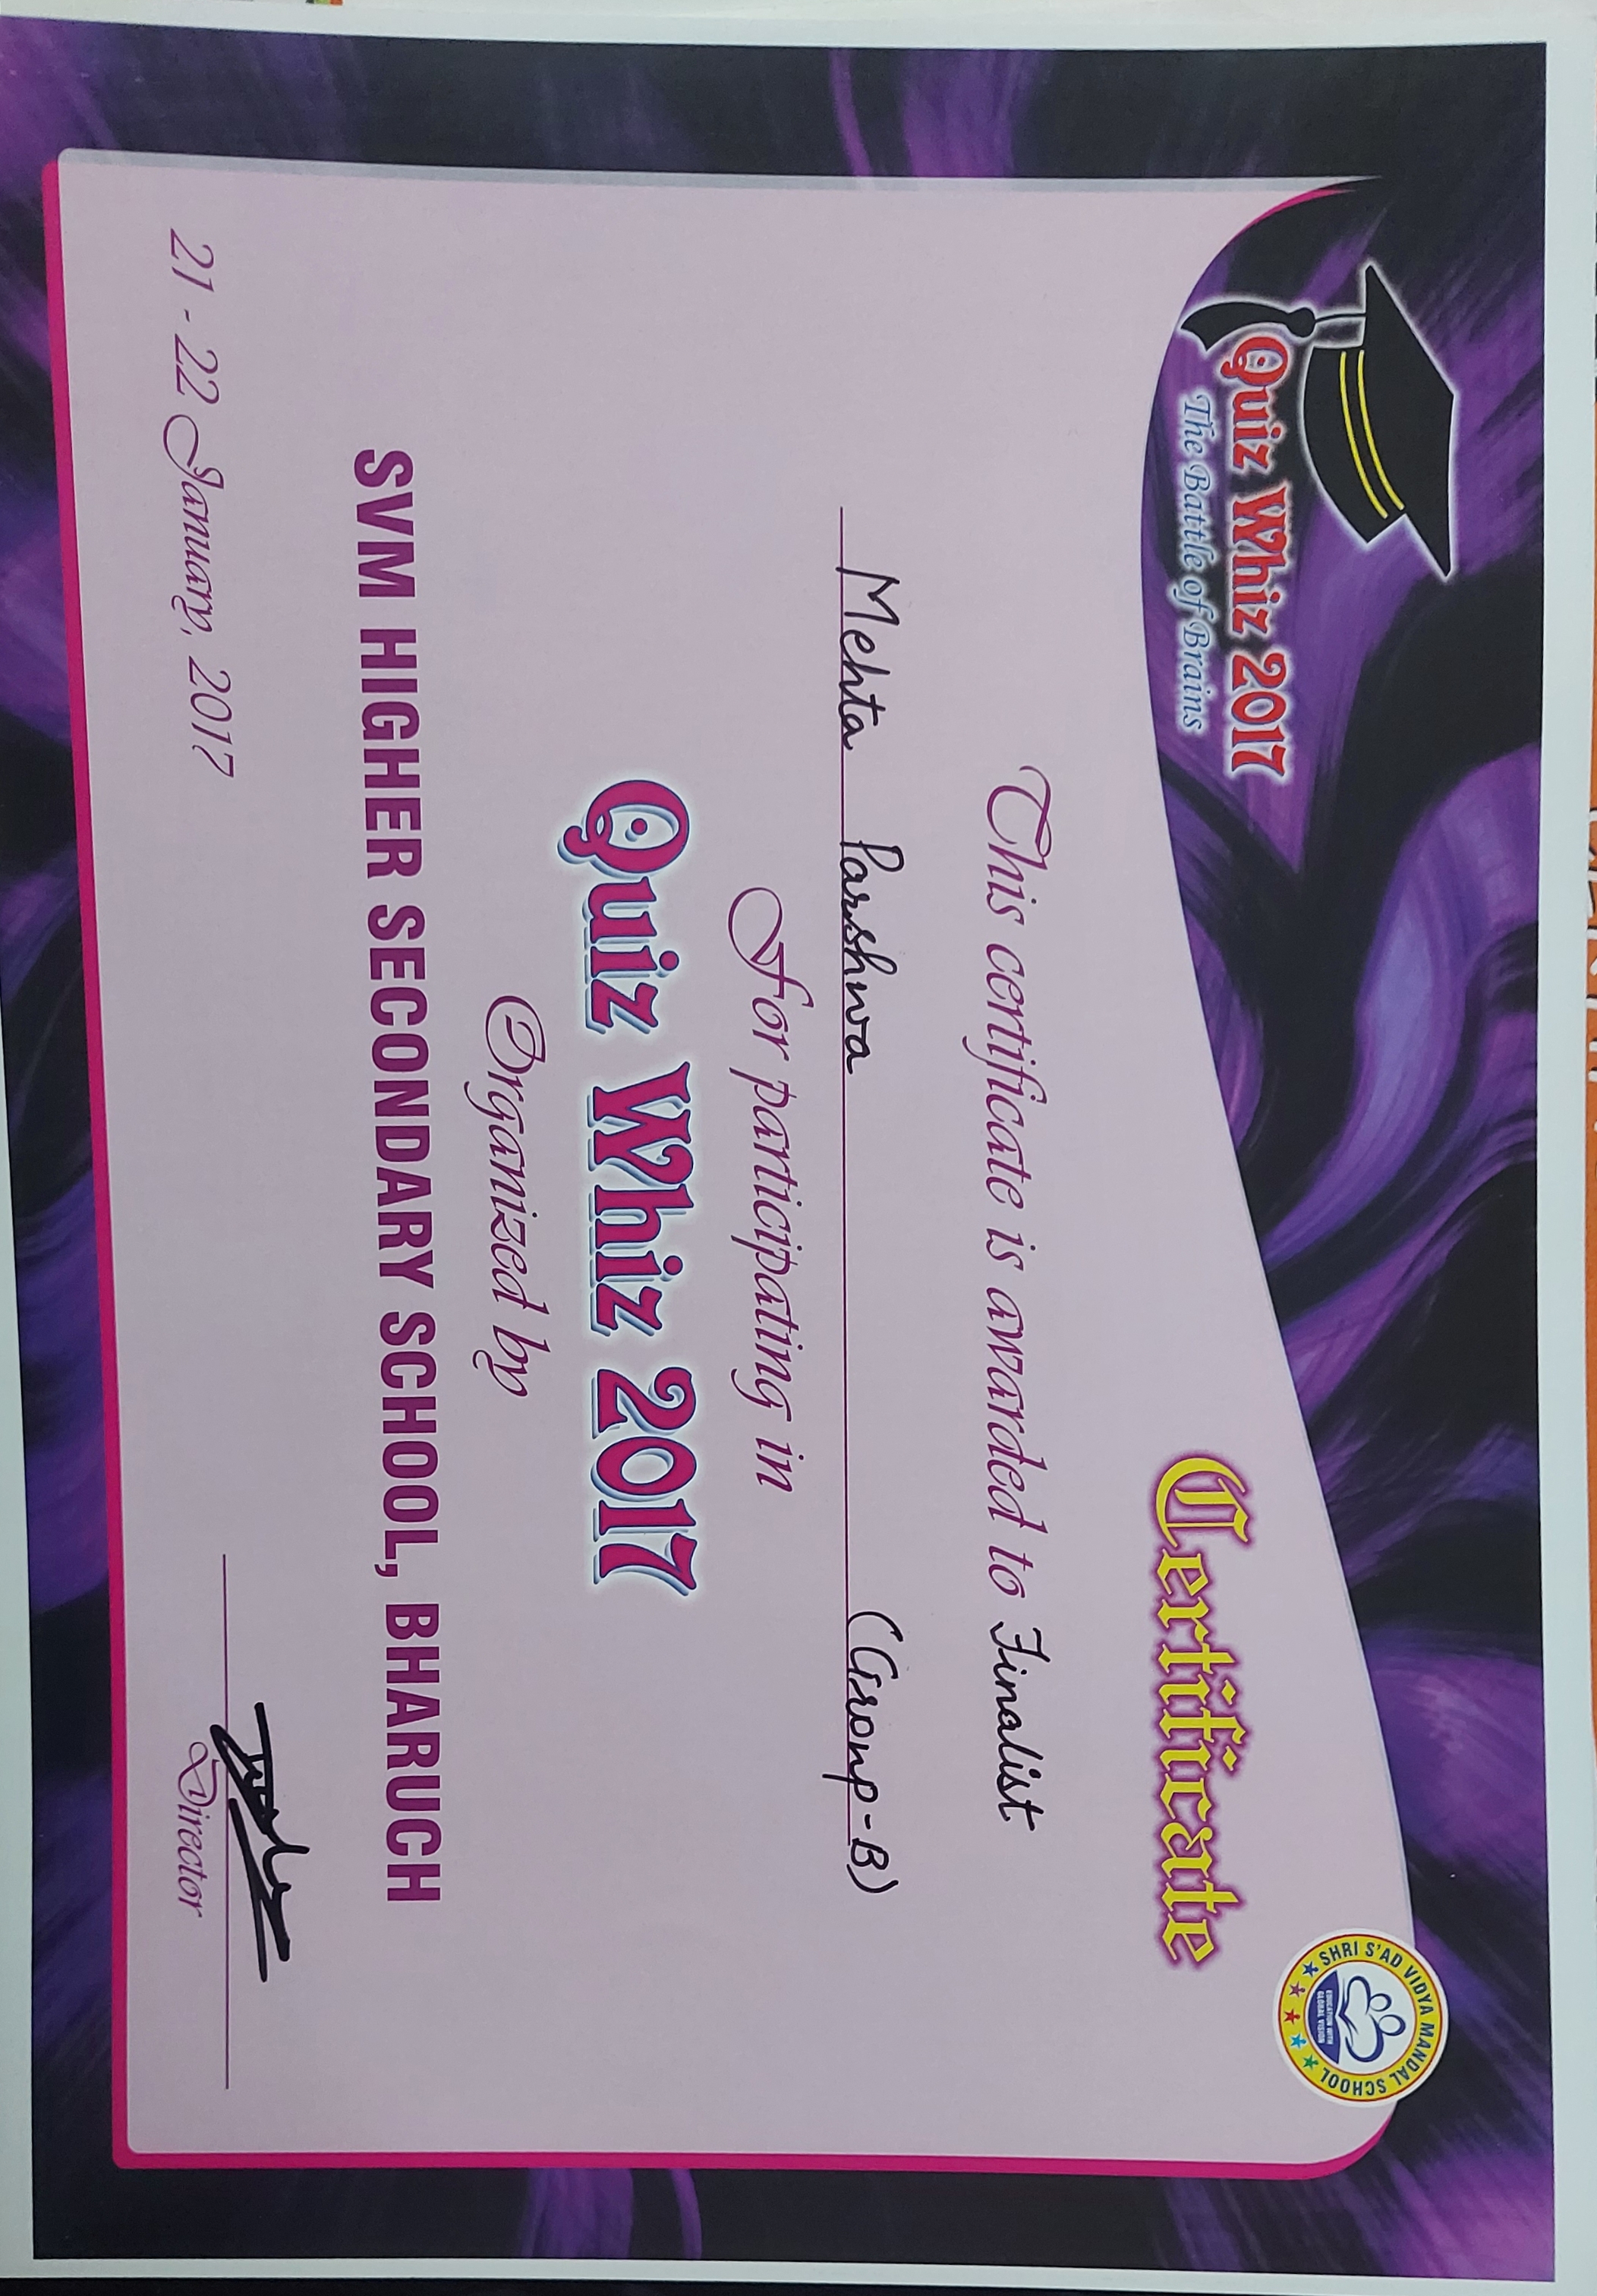 Quiz Whiz 2017
The Battle of Brains
SHRI S'AD VIDYA MANDAL SCHOOL
EDUCATION WITH
GLOBAL VISION
Certificate
This certificate is awarded to Finalist
Mehta Parshwa (Group-B)
For participating in
Quiz Whiz 2017
Organized by
SVM HIGHER SECONDARY SCHOOL, BHARUCH
21 - 22 January, 2017
Director